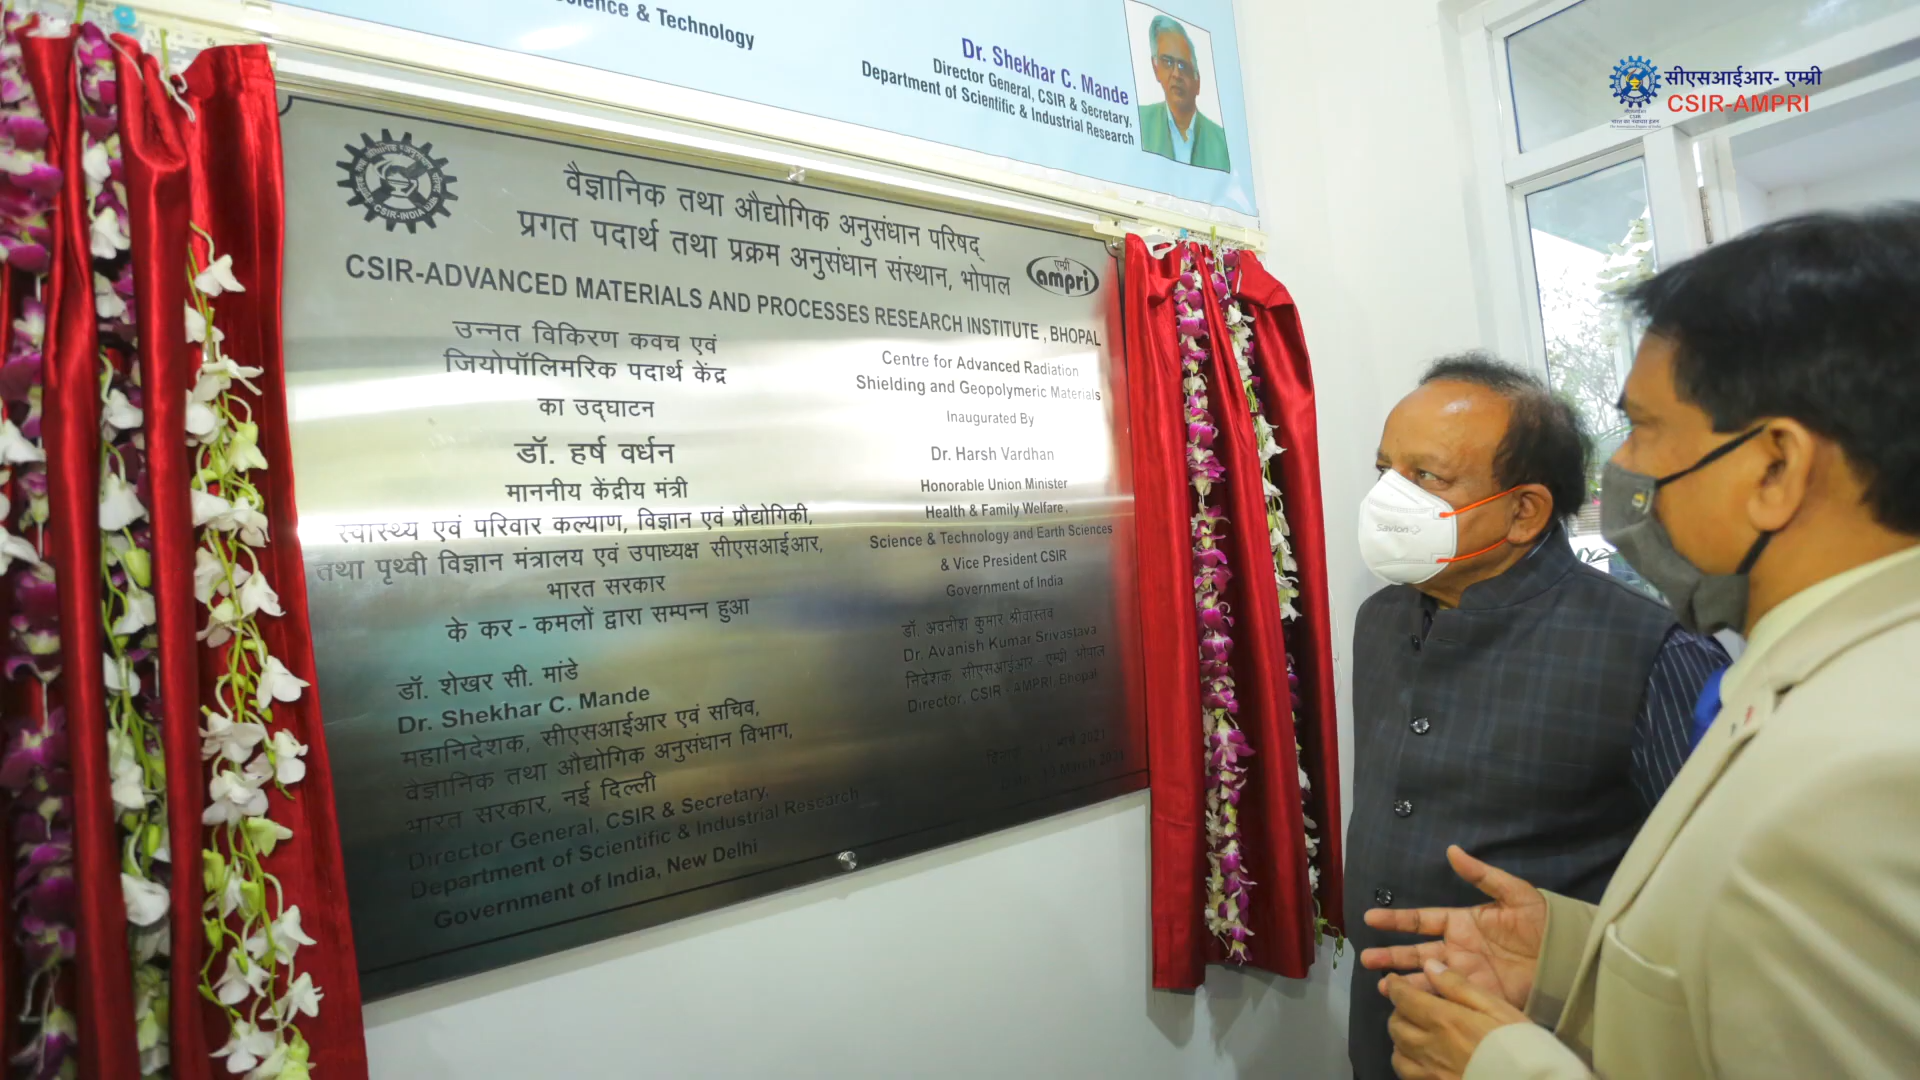 Science & Technology
Dr. Shekhar C. Mande
Director General, CSIR & Secretary,
Department of Scientific & Industrial Research
सीएसआईआर- एम्प्री
CSIR-AMPRI
CSIR-INDIA
वैज्ञानिक तथा औद्योगिक अनुसंधान परिषद्
प्रगत पदार्थ तथा प्रक्रम अनुसंधान संस्थान, भोपाल
एम्प्री
ampri
CSIR-ADVANCED MATERIALS AND PROCESSES RESEARCH INSTITUTE , BHOPAL
उन्नत विकिरण कवच एवं
जियोपॉलिमरिक पदार्थ केंद्र
का उद्घाटन
डॉ. हर्ष वर्धन
माननीय केंद्रीय मंत्री
स्वास्थ्य एवं परिवार कल्याण, विज्ञान एवं प्रौद्योगिकी,
तथा पृथ्वी विज्ञान मंत्रालय एवं उपाध्यक्ष सीएसआईआर,
भारत सरकार
के कर - कमलों द्वारा सम्पन्न हुआ
Centre for Advanced Radiation
Shielding and Geopolymeric Materials
Inaugurated By
Dr. Harsh Vardhan
Honorable Union Minister
Health & Family Welfare ,
Science & Technology and Earth Sciences
& Vice President CSIR
Government of India
डॉ. शेखर सी. मांडे
Dr. Shekhar C. Mande
महानिदेशक, सीएसआईआर एवं सचिव,
वैज्ञानिक तथा औद्योगिक अनुसंधान विभाग,
भारत सरकार, नई दिल्ली
Director General, CSIR & Secretary,
Department of Scientific & Industrial Research
Government of India, New Delhi
डॉ. अवनीश कुमार श्रीवास्तव
Dr. Avanish Kumar Srivastava
निदेशक, सीएसआईआर - एम्प्री, भोपाल
Director, CSIR - AMPRI, Bhopal
मार्च 2021
March 2021
Savlon